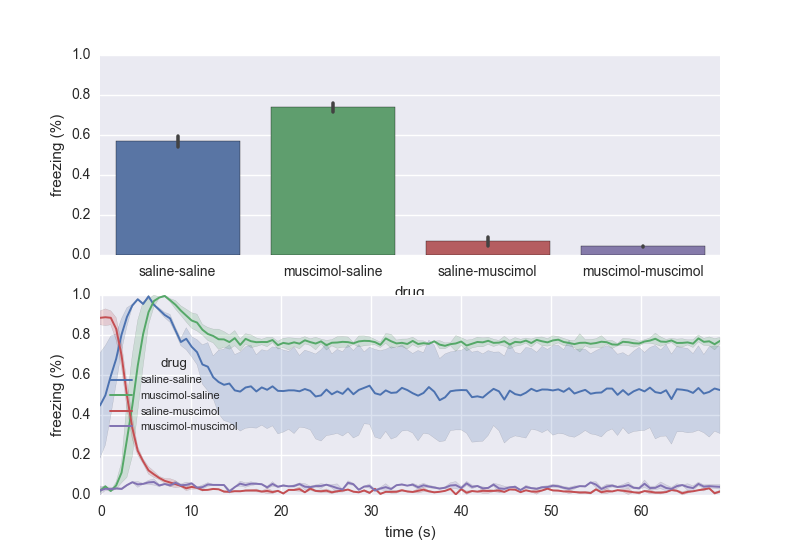 1.0
0.8
0.6
0.4
0.2
0.0
freezing (%)
saline-saline muscimol-saline saline-muscimol muscimol-muscimol
drug
1.0
0.8
0.6
0.4
0.2
0.0
freezing (%)
drug
saline-saline
muscimol-saline
saline-muscimol
muscimol-muscimol
0 10 20 30 40 50 60
time (s)